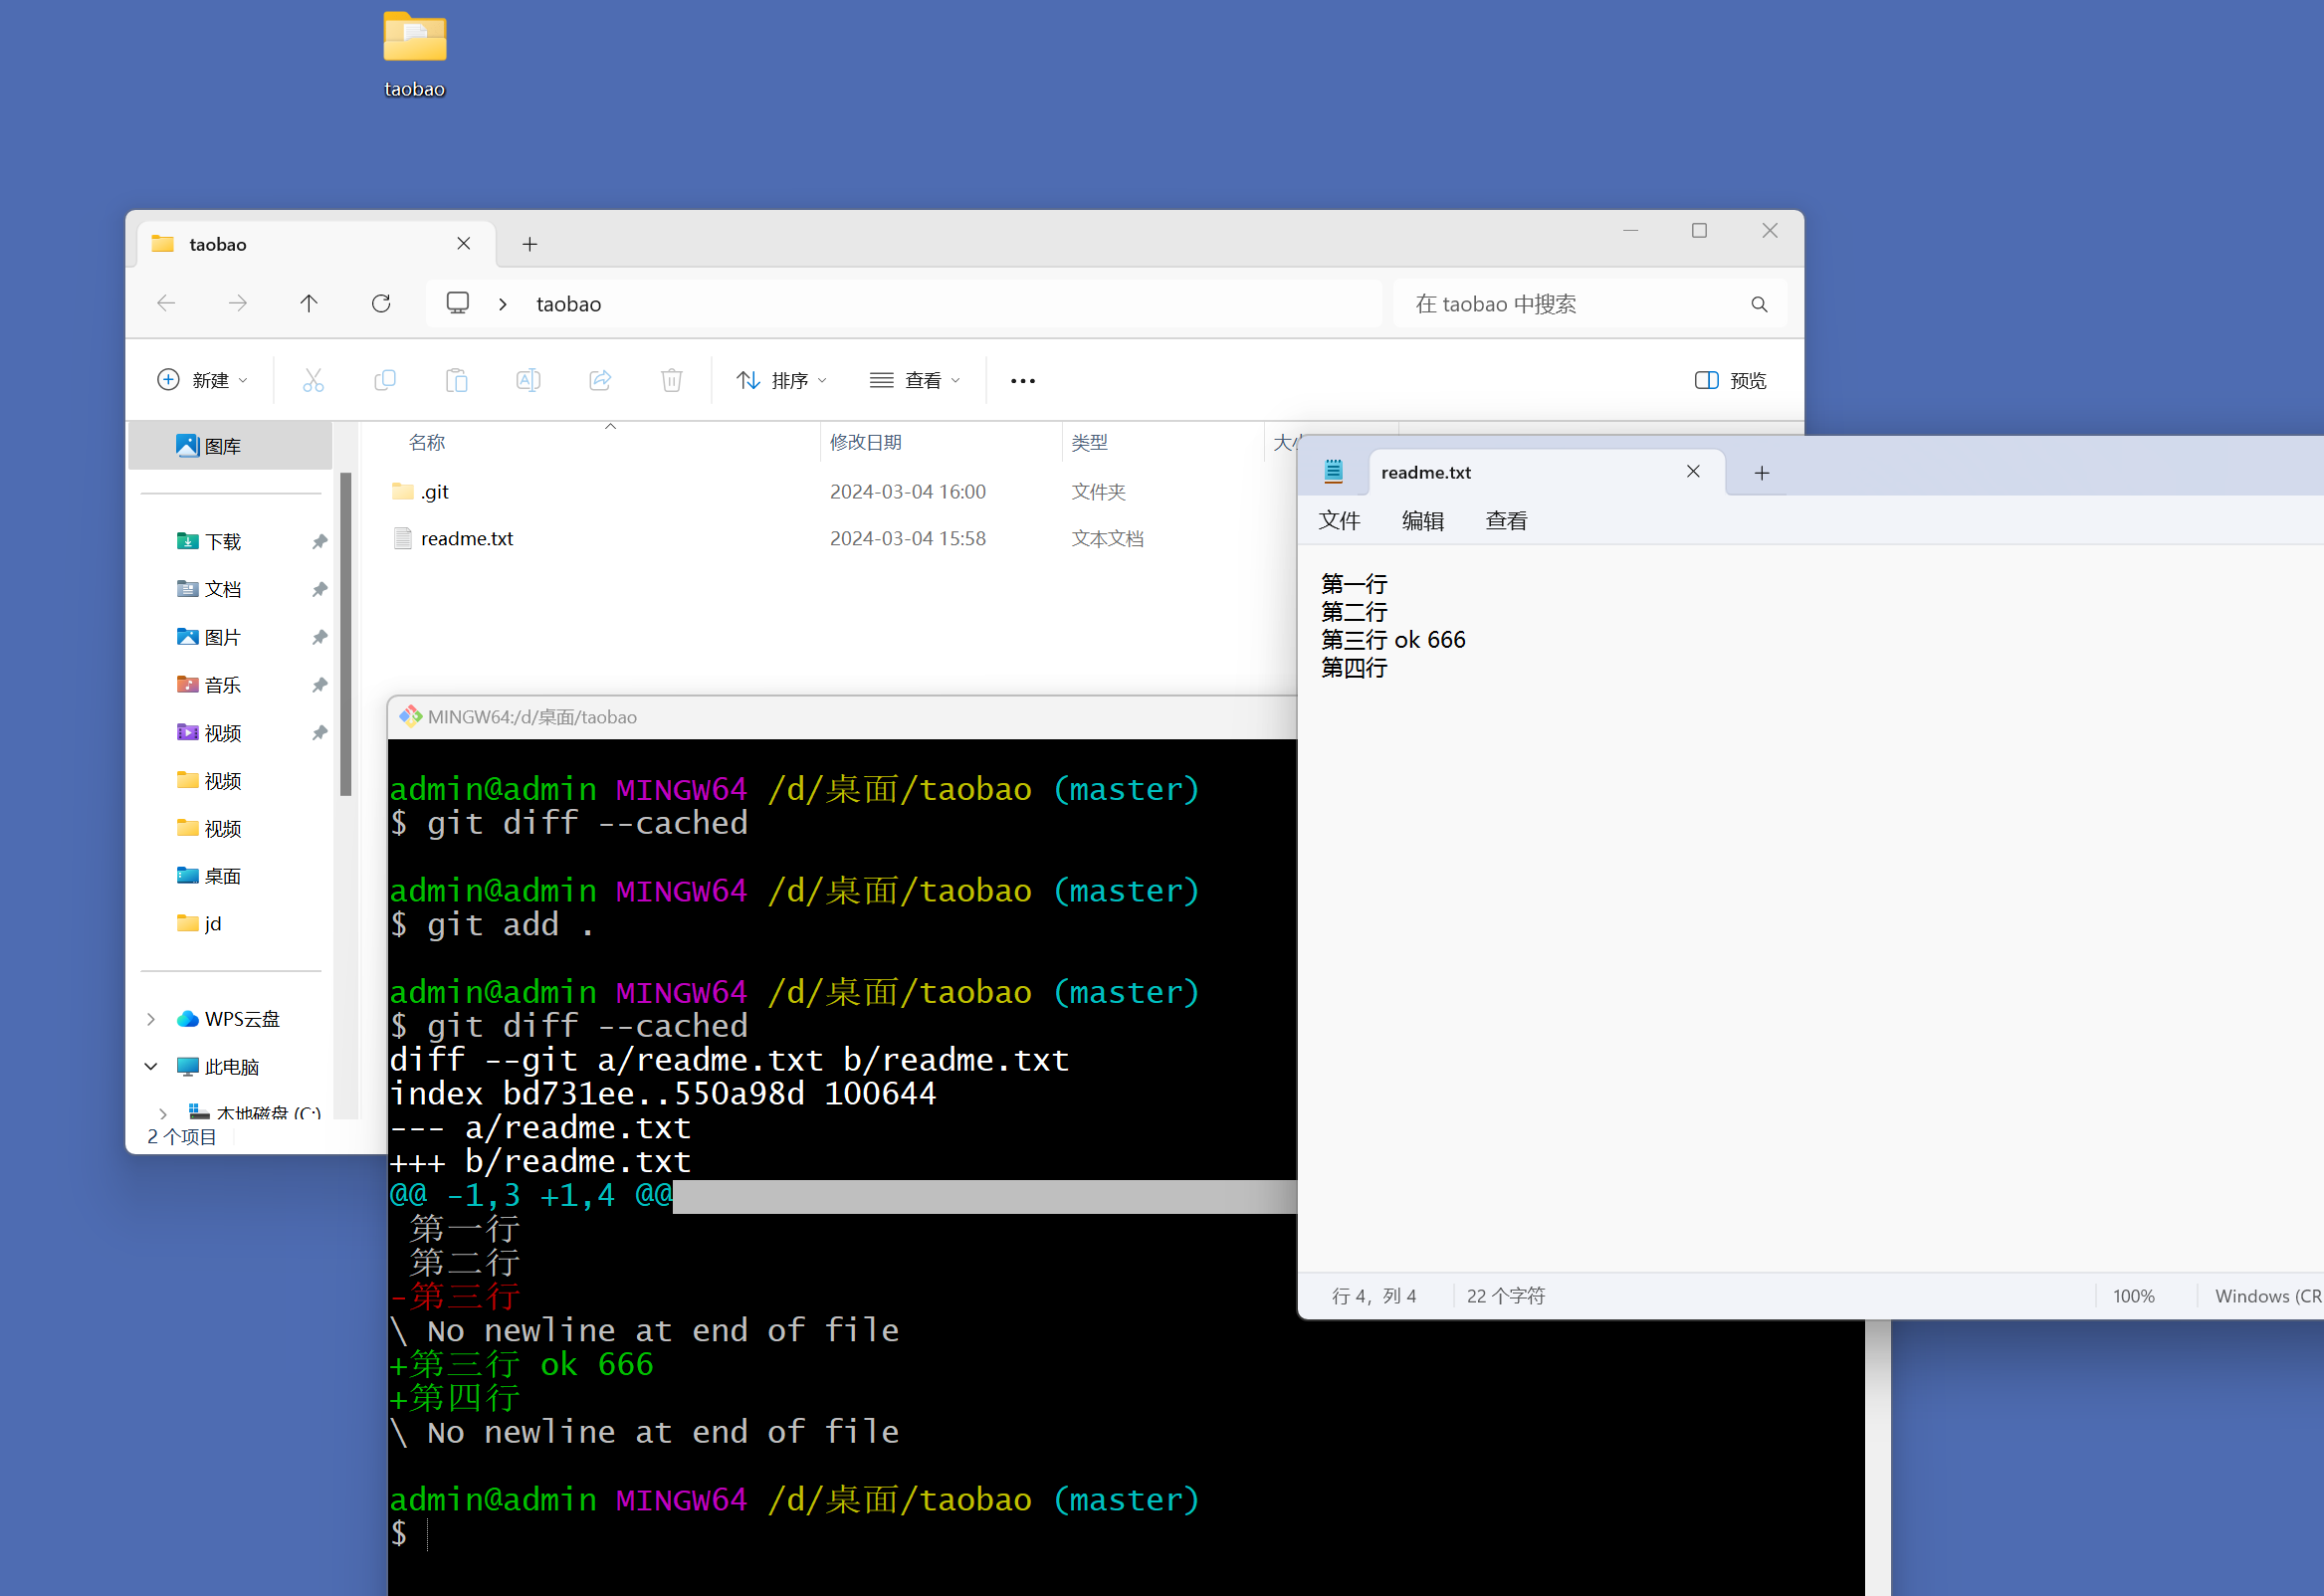 taobao
taobao
taobao
在 taobao 中搜索
新建
排序
查看
预览
图库
下载
文档
图片
音乐
视频
视频
视频
桌面
jd
WPS云盘
此电脑
本地磁盘 (C:)
2 个项目
名称 修改日期 类型
.git 2024-03-04 16:00 文件夹
readme.txt 2024-03-04 15:58 文本文档
MINGW64:/d/桌面/taobao
admin@admin MINGW64 /d/桌面/taobao (master)
$ git diff --cached
admin@admin MINGW64 /d/桌面/taobao (master)
$ git add .
admin@admin MINGW64 /d/桌面/taobao (master)
$ git diff --cached
diff --git a/readme.txt b/readme.txt
index bd731ee..550a98d 100644
--- a/readme.txt
+++ b/readme.txt
@@ -1,3 +1,4 @@
 第一行
 第二行
-第三行
\ No newline at end of file
+第三行 ok 666
+第四行
\ No newline at end of file
admin@admin MINGW64 /d/桌面/taobao (master)
$
readme.txt
文件 编辑 查看
第一行
第二行
第三行 ok 666
第四行
行 4，列 4
22 个字符
100%
Windows (CR